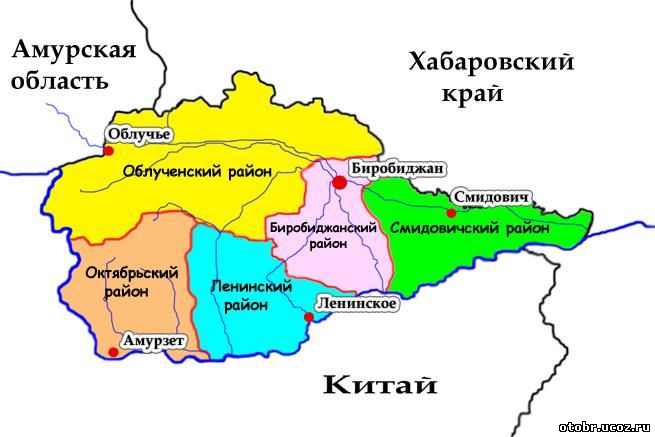 Амурская
область
Хабаровский
край
Облучье
Облученский район
Биробиджан
Смидович
Биробиджанский
район
Смидовичский район
Октябрьский
район
Ленинский
район
Ленинское
Амурзет
Китай
otobr.ucoz.ru